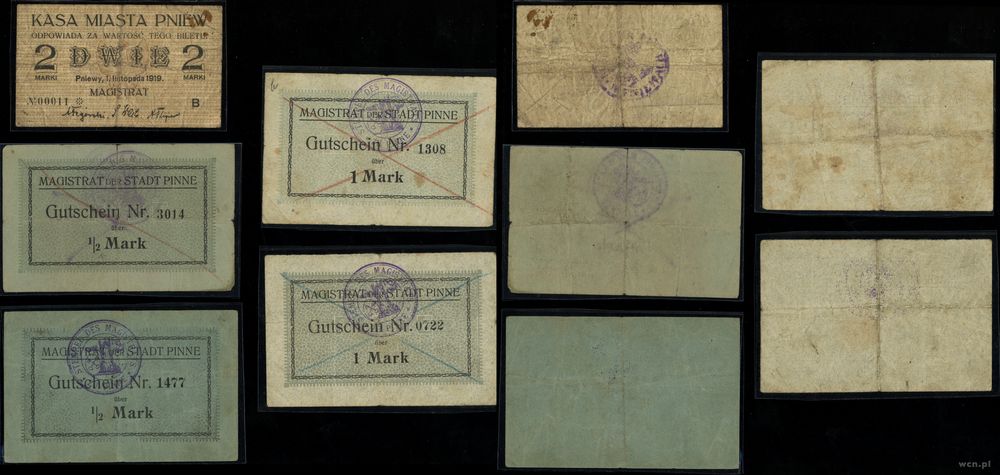 KASA MIASTA PNIEW
ODPOWIADA ZA WARTOŚĆ TEGO BILETU
2 DWIE 2
MARKI MARKI
Pniewy, 1. listopada 1919.
MAGISTRAT
№00011 B
MAGISTRAT DER STADT PINNE
Gutschein Nr. 3014
über
1/2 Mark
MAGISTRAT DER STADT PINNE
Gutschein Nr. 1477
über
1/2 Mark
MAGISTRAT DER STADT PINNE
Gutschein Nr. 1308
über
1 Mark
MAGISTRAT DER STADT PINNE
Gutschein Nr. 0722
über
1 Mark
wcn.pl